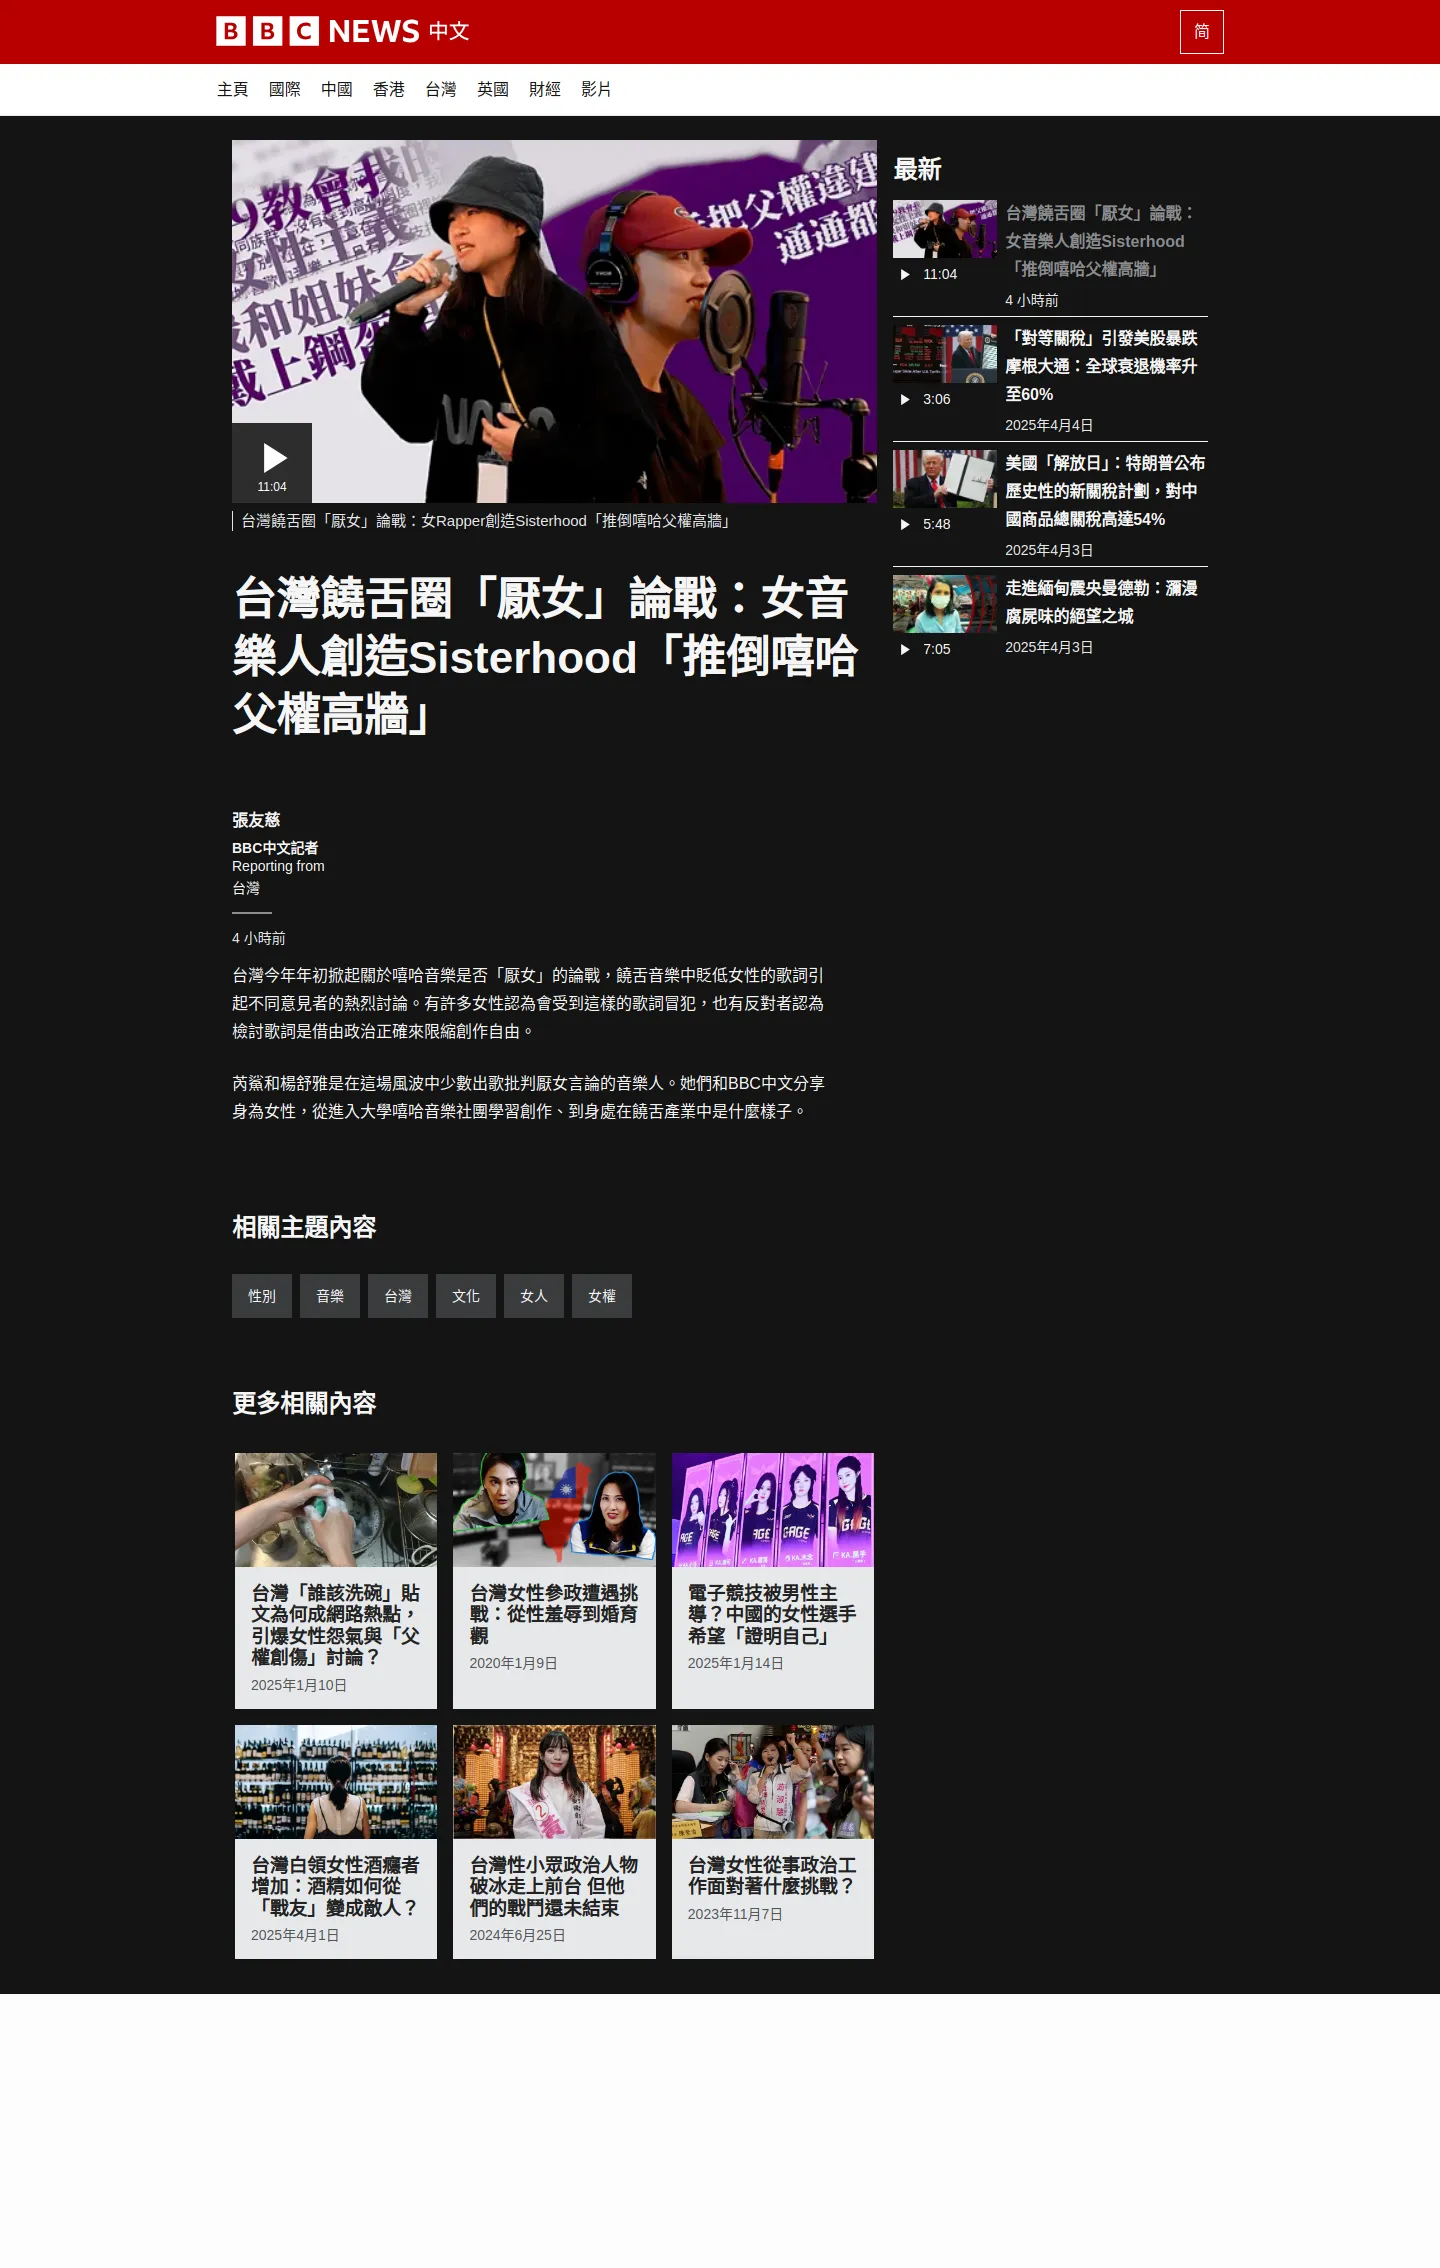 BBC NEWS 中文
简
主頁 國際 中國 香港 台灣 英國 財經 影片
11:04
台灣饒舌圈「厭女」論戰：女Rapper創造Sisterhood「推倒嘻哈父權高牆」
台灣饒舌圈「厭女」論戰：女音
樂人創造Sisterhood「推倒嘻哈
父權高牆」
張友慈
BBC中文記者
Reporting from
台灣
4 小時前
台灣今年年初掀起關於嘻哈音樂是否「厭女」的論戰，饒舌音樂中貶低女性的歌詞引
起不同意見者的熱烈討論。有許多女性認為會受到這樣的歌詞冒犯，也有反對者認為
檢討歌詞是借由政治正確來限縮創作自由。
芮鯊和楊舒雅是在這場風波中少數出歌批判厭女言論的音樂人。她們和BBC中文分享
身為女性，從進入大學嘻哈音樂社團學習創作、到身處在饒舌產業中是什麼樣子。
最新
台灣饒舌圈「厭女」論戰：
女音樂人創造Sisterhood
「推倒嘻哈父權高牆」
11:04
4 小時前
「對等關稅」引發美股暴跌
摩根大通：全球衰退機率升
至60%
3:06
2025年4月4日
美國「解放日」：特朗普公布
歷史性的新關稅計劃，對中
國商品總關稅高達54%
5:48
2025年4月3日
走進緬甸震央曼德勒：瀰漫
腐屍味的絕望之城
7:05
2025年4月3日
相關主題內容
性別 音樂 台灣 文化 女人 女權
更多相關內容
台灣「誰該洗碗」貼
文為何成網路熱點，
引爆女性怨氣與「父
權創傷」討論？
2025年1月10日
台灣女性參政遭遇挑
戰：從性羞辱到婚育
觀
2020年1月9日
電子競技被男性主
導？中國的女性選手
希望「證明自己」
2025年1月14日
台灣白領女性酒癮者
增加：酒精如何從
「戰友」變成敵人？
2025年4月1日
台灣性小眾政治人物
破冰走上前台 但他
們的戰鬥還未結束
2024年6月25日
台灣女性從事政治工
作面對著什麼挑戰？
2023年11月7日